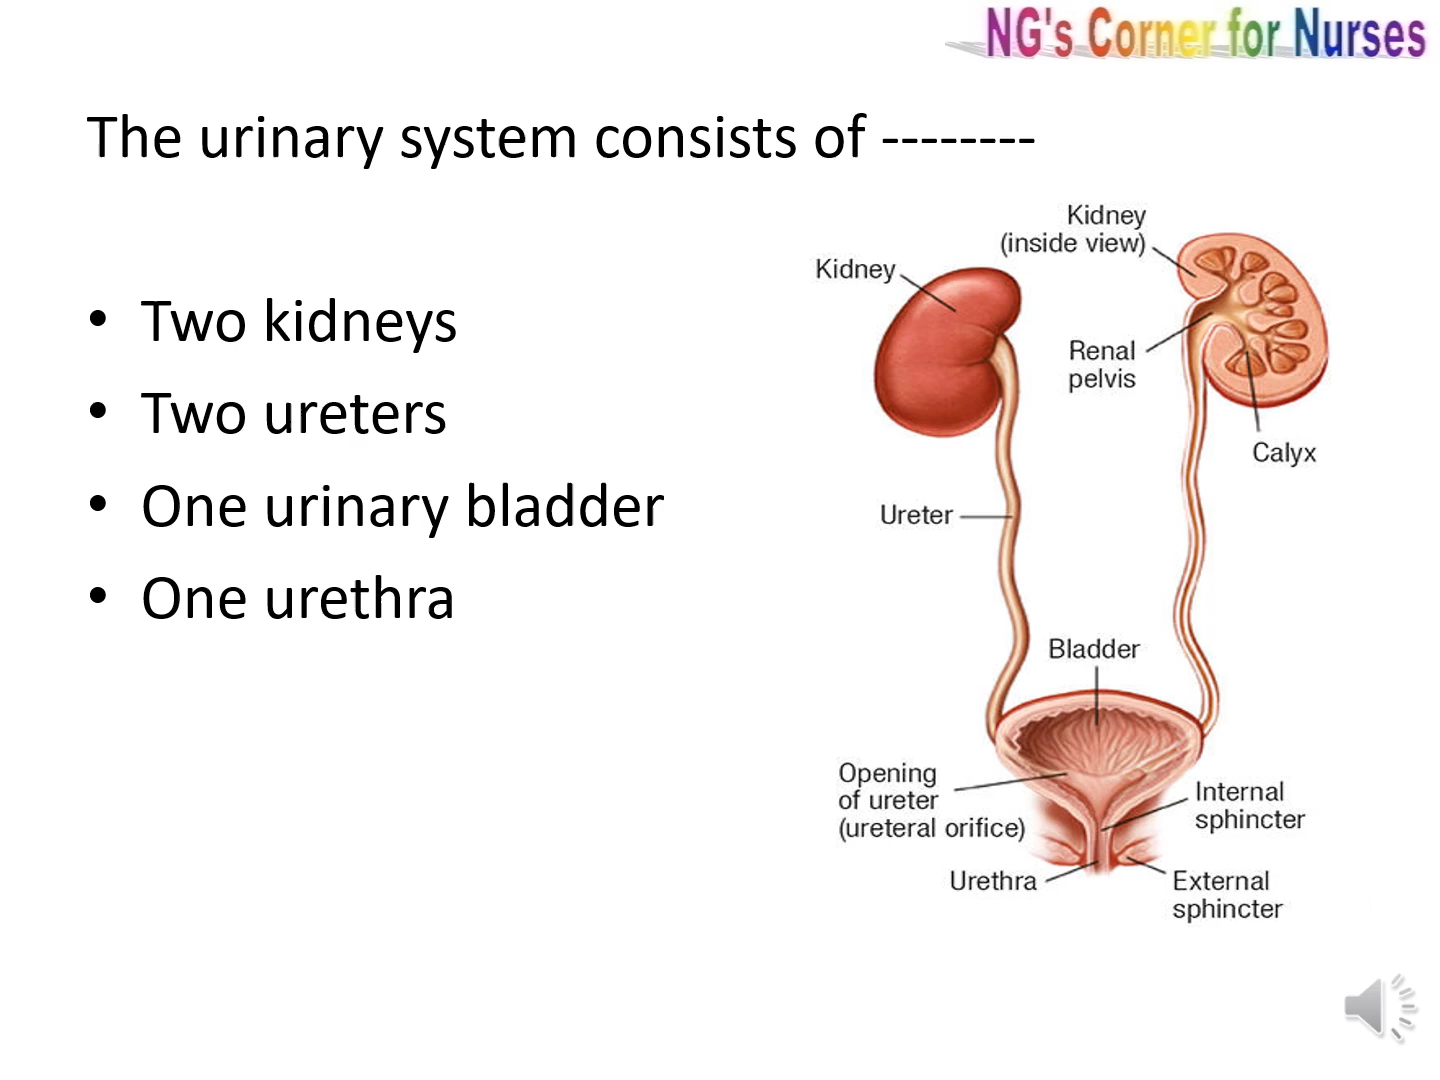 NG's Corner for Nurses
The urinary system consists of --------
• Two kidneys
• Two ureters
• One urinary bladder
• One urethra
Kidney
(inside view)
Kidney
Renal
pelvis
Calyx
Ureter
Bladder
Opening
of ureter
(ureteral orifice)
Internal
sphincter
Urethra
External
sphincter